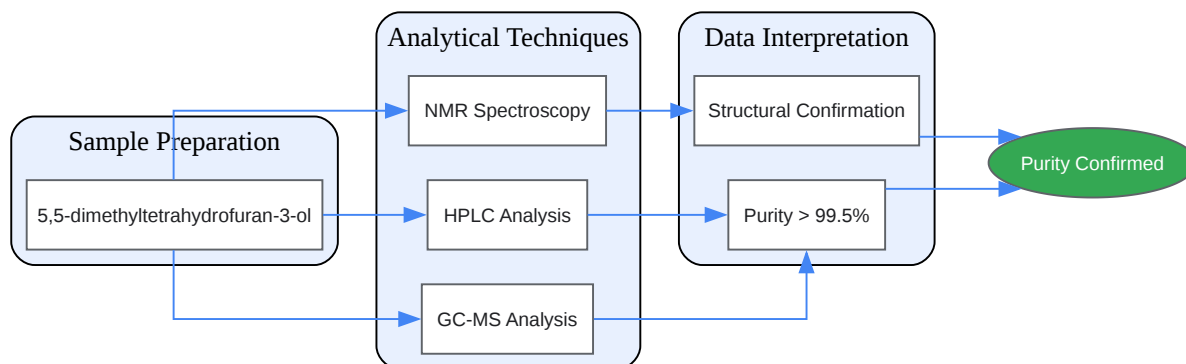 Sample Preparation
5,5-dimethyltetrahydrofuran-3-ol
Analytical Techniques
NMR Spectroscopy
HPLC Analysis
GC-MS Analysis
Data Interpretation
Structural Confirmation
Purity > 99.5%
Purity Confirmed